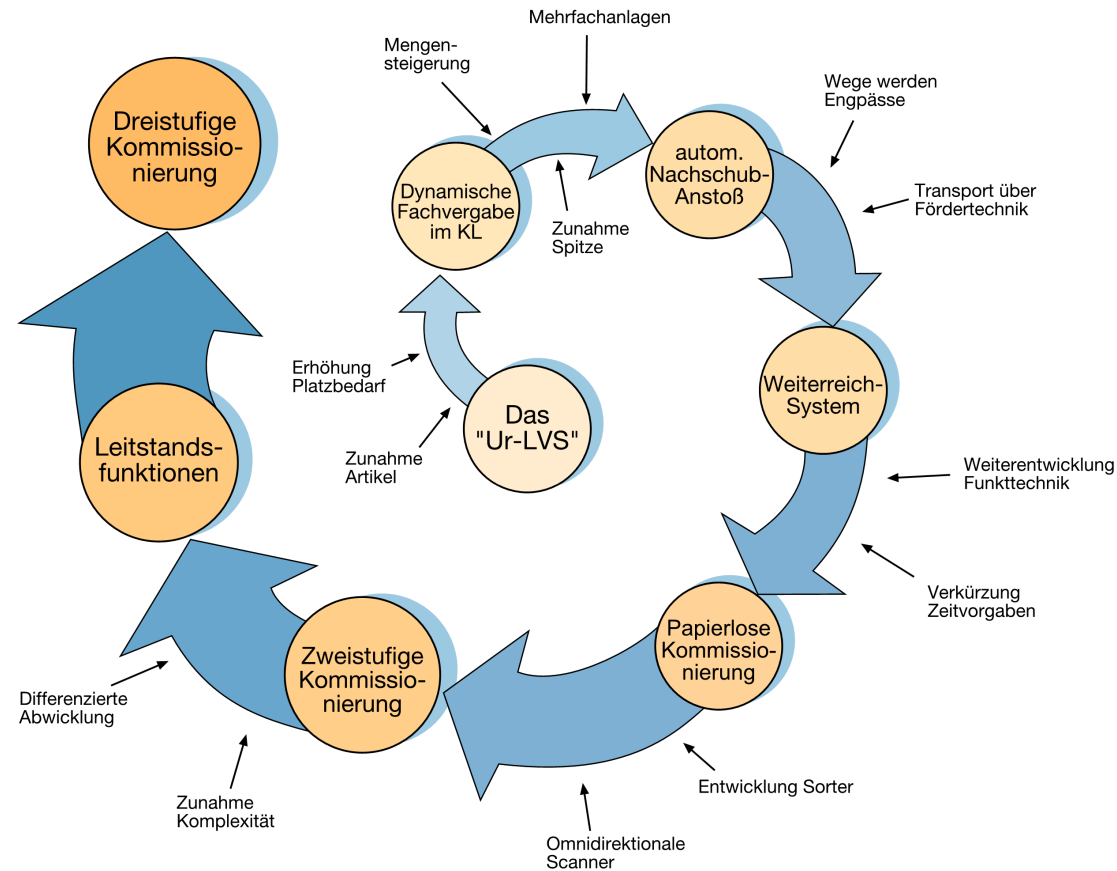 Mehrfachanlagen
Mengen-
steigerung
Wege werden
Engpässe
Dreistufige
Kommissio-
nierung
autom.
Nachschub-
Anstoß
Dynamische
Fachvergabe
im KL
Transport über
Fördertechnik
Zunahme
Spitze
Erhöhung
Platzbedarf
Weiterreich-
System
Das
"Ur-LVS"
Leitstands-
funktionen
Zunahme
Artikel
Weiterentwicklung
Funkttechnik
Verkürzung
Zeitvorgaben
Papierlose
Kommissio-
nierung
Zweistufige
Kommissio-
nierung
Differenzierte
Abwicklung
Entwicklung Sorter
Zunahme
Komplexität
Omnidirektionale
Scanner